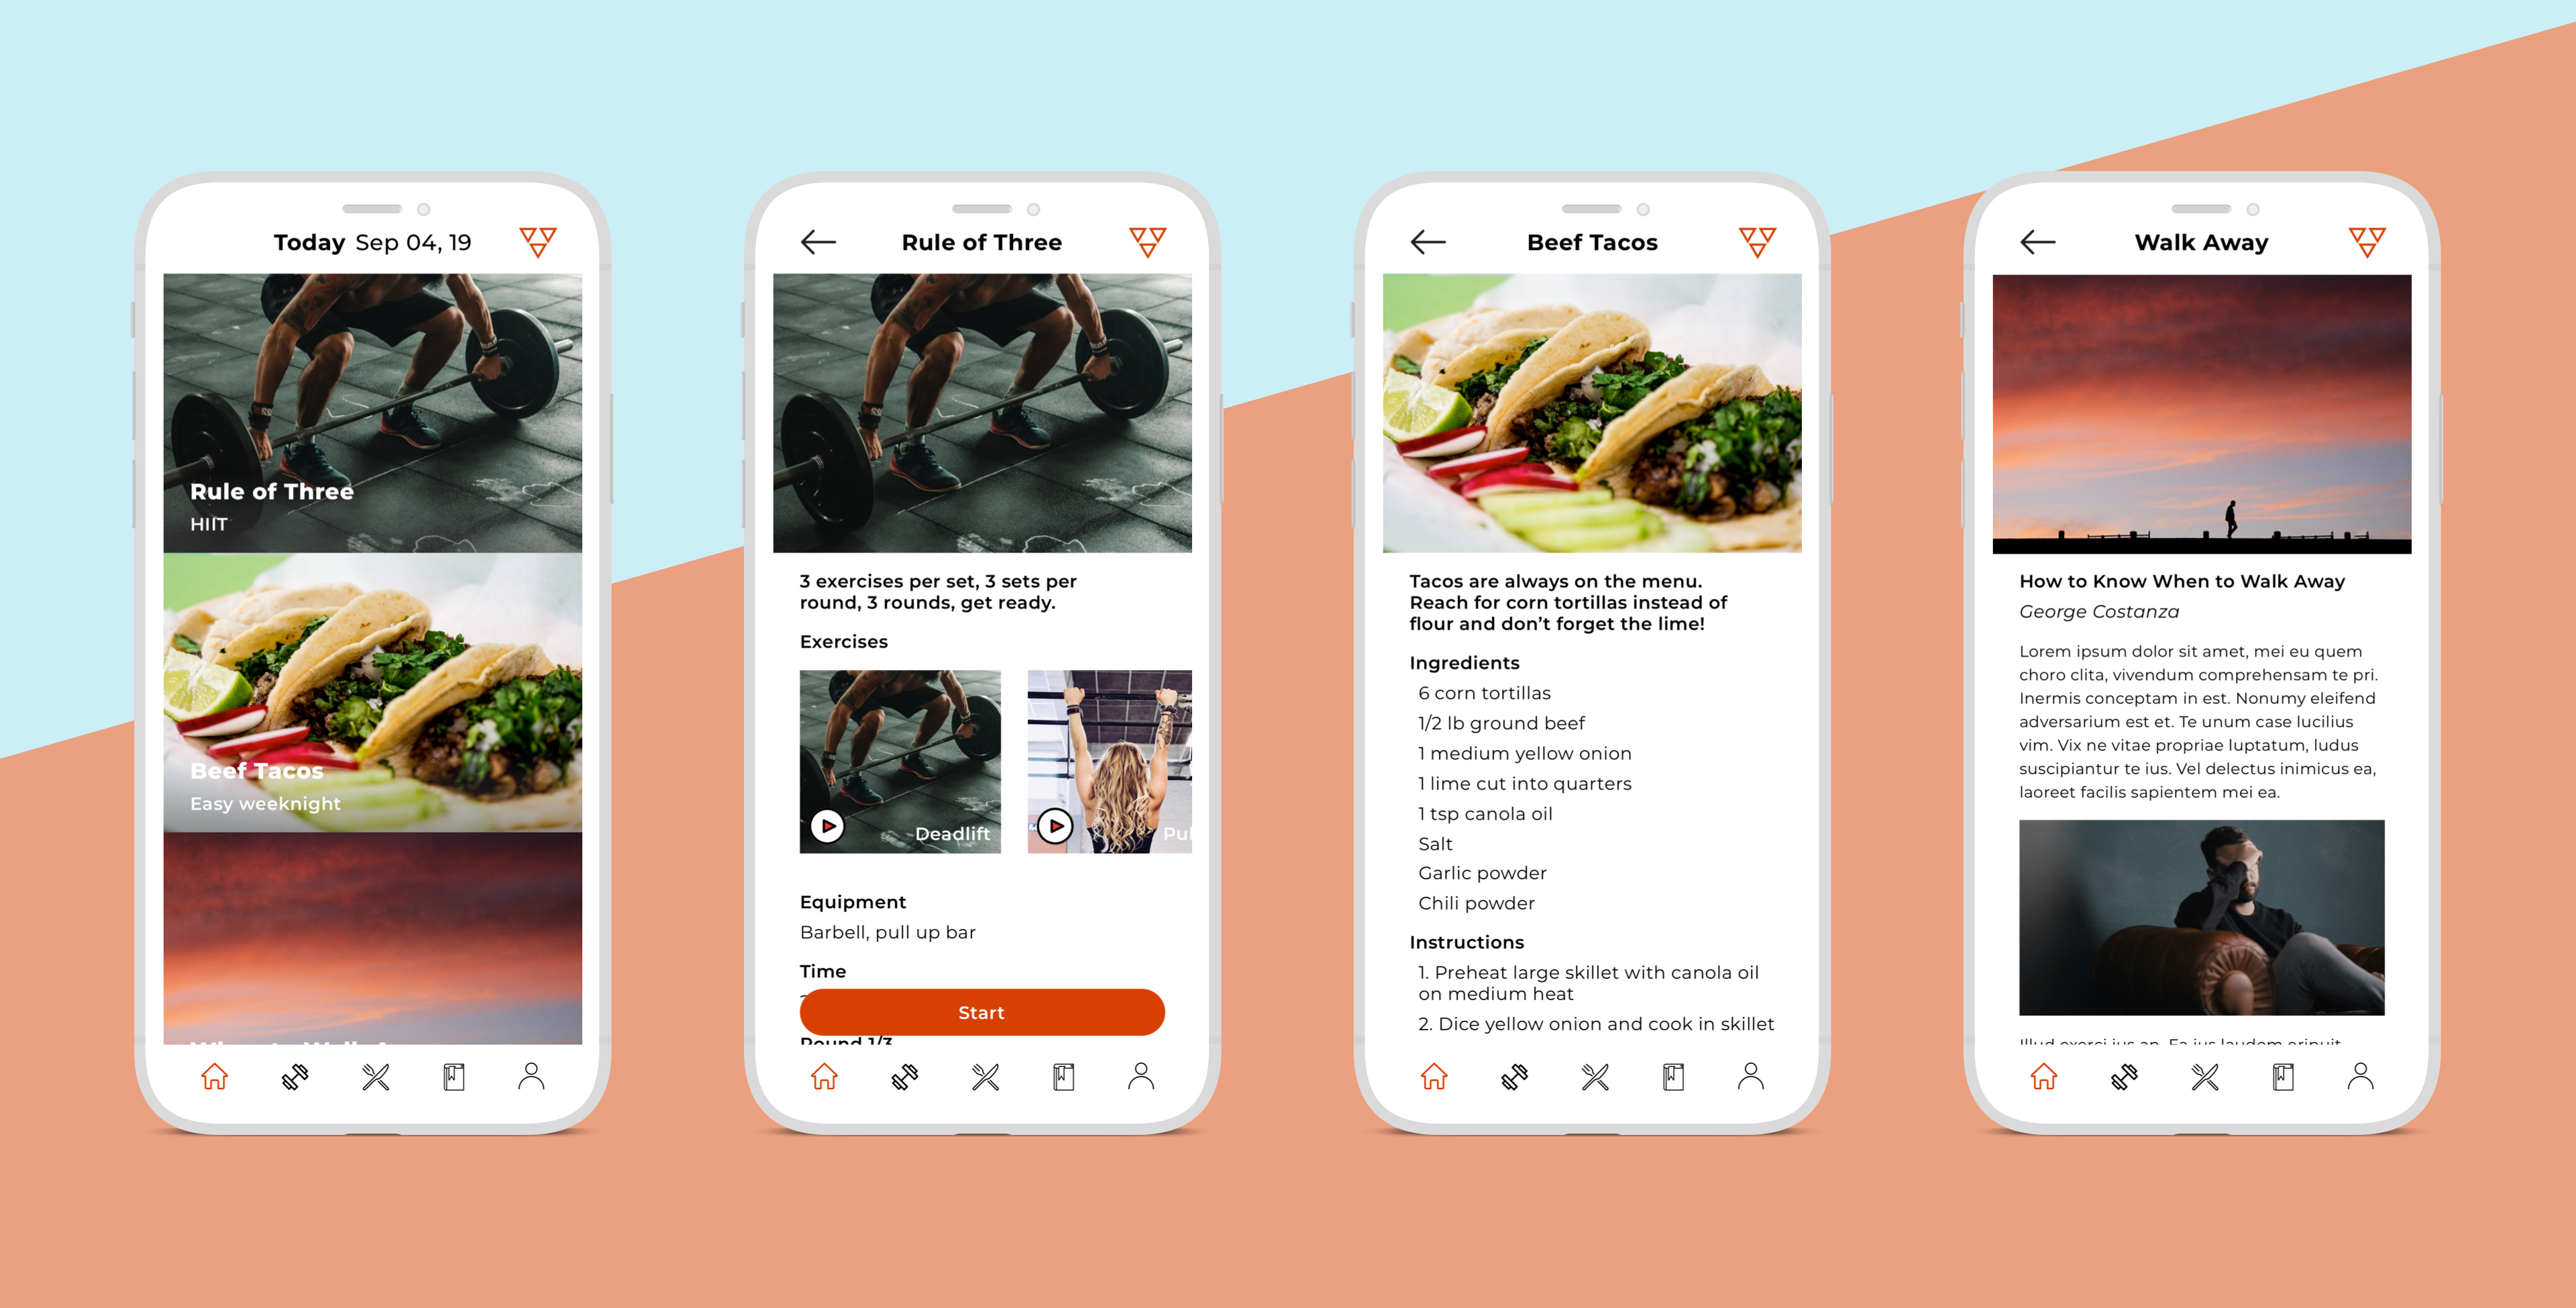 Today Sep 04, 19
Rule of Three
HIIT
Beef Tacos
Easy weeknight
Rule of Three
3 exercises per set, 3 sets per
round, 3 rounds, get ready.
Exercises
Deadlift
Equipment
Barbell, pull up bar
Time
Start
Round 1/3
Beef Tacos
Tacos are always on the menu.
Reach for corn tortillas instead of
flour and don’t forget the lime!
Ingredients
6 corn tortillas
1/2 lb ground beef
1 medium yellow onion
1 lime cut into quarters
1 tsp canola oil
Salt
Garlic powder
Chili powder
Instructions
1. Preheat large skillet with canola oil
on medium heat
2. Dice yellow onion and cook in skillet
Walk Away
How to Know When to Walk Away
George Costanza
Lorem ipsum dolor sit amet, mei eu quem
choro clita, vivendum comprehensam te pri.
Inermis conceptam in est. Nonumy eleifend
adversarium est et. Te unum case lucilius
vim. Vix ne vitae propriae luptatum, ludus
suscipiantur te ius. Vel delectus inimicus ea,
laoreet facilis sapientem mei ea.